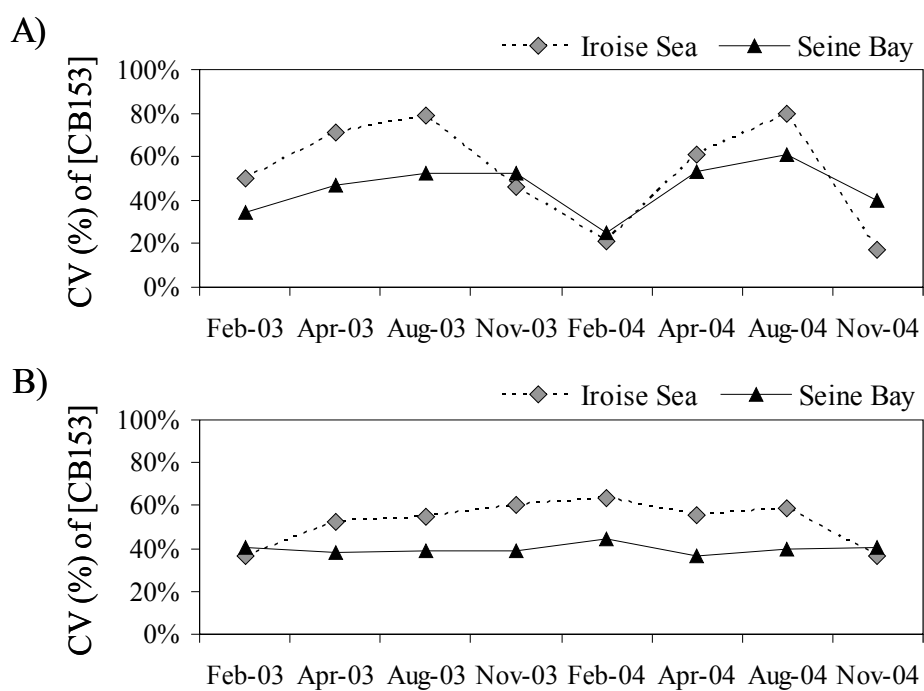 A)
Iroise Sea Seine Bay
CV (%) of [CB153]
100%
80%
60%
40%
20%
0%
Feb-03 Apr-03 Aug-03 Nov-03 Feb-04 Apr-04 Aug-04 Nov-04
B)
Iroise Sea Seine Bay
CV (%) of [CB153]
100%
80%
60%
40%
20%
0%
Feb-03 Apr-03 Aug-03 Nov-03 Feb-04 Apr-04 Aug-04 Nov-04